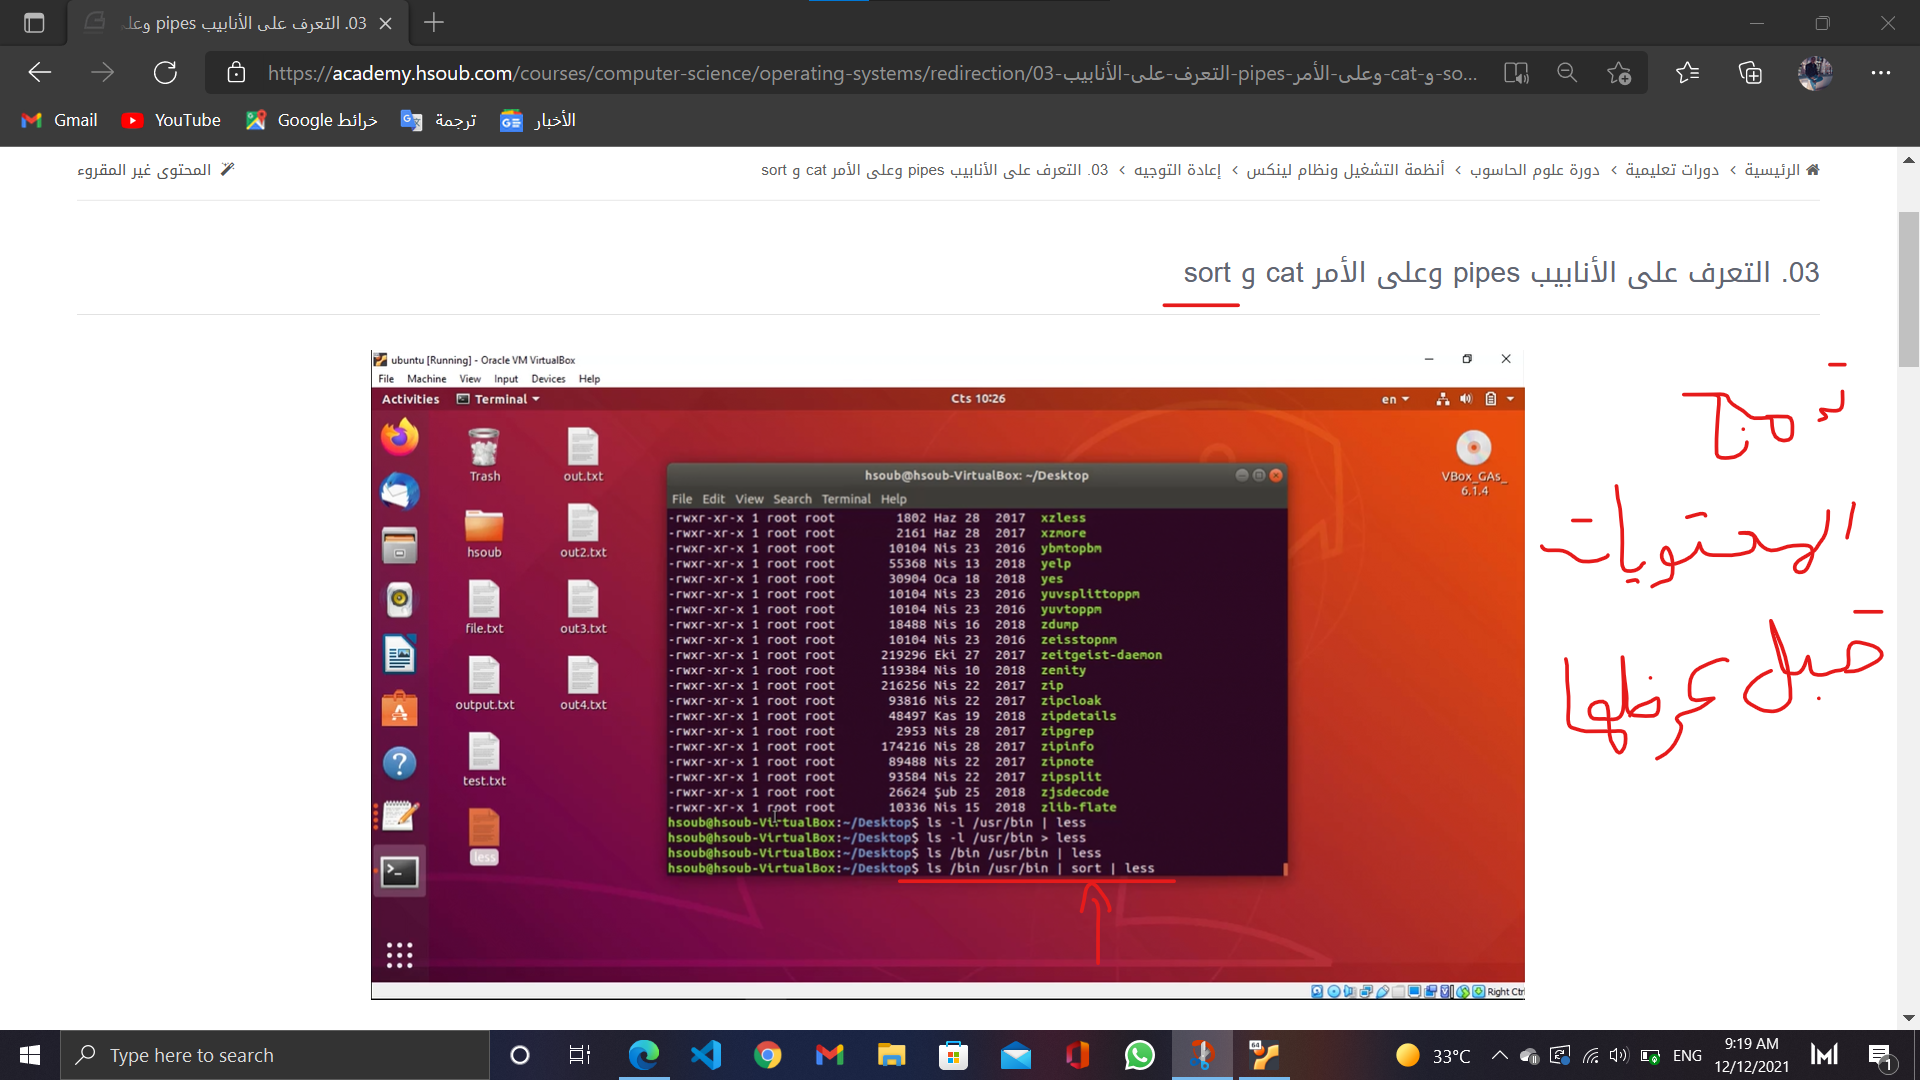 03. التعرف على الأنابيب pipes وعلـ
https://academy.hsoub.com/courses/computer-science/operating-systems/redirection/03-التعرف-على-الأنابيب-pipes-وعلى-الأمر-cat-و-so...
Gmail YouTube خرائط Google ترجمة الأخبار
الرئيسية › دورات تعليمية › دورة علوم الحاسوب › أنظمة التشغيل ونظام لينكس › إعادة التوجيه › 03. التعرف على الأنابيب pipes وعلى الأمر cat و sort
المحتوى غير المقروء
03. التعرف على الأنابيب pipes وعلى الأمر cat و sort
ubuntu [Running] - Oracle VM VirtualBox
File Machine View Input Devices Help
Activities Terminal Cts 10:26 en
Trash
out.txt
hsoub
out2.txt
file.txt
out3.txt
output.txt
out4.txt
test.txt
less
VBox_GAs_
6.1.4
hsoub@hsoub-VirtualBox: ~/Desktop
File Edit View Search Terminal Help
-rwxr-xr-x 1 root root 1802 Haz 28 2017 xzless
-rwxr-xr-x 1 root root 2161 Haz 28 2017 xzmore
-rwxr-xr-x 1 root root 10104 Nis 23 2016 ybmtopbm
-rwxr-xr-x 1 root root 55368 Nis 13 2018 yelp
-rwxr-xr-x 1 root root 30904 Oca 18 2018 yes
-rwxr-xr-x 1 root root 10104 Nis 23 2016 yuvsplittoppm
-rwxr-xr-x 1 root root 10104 Nis 23 2016 yuvtoppm
-rwxr-xr-x 1 root root 18488 Nis 16 2018 zdump
-rwxr-xr-x 1 root root 10104 Nis 23 2016 zeisstopnm
-rwxr-xr-x 1 root root 219296 Eki 27 2017 zeitgeist-daemon
-rwxr-xr-x 1 root root 119384 Nis 10 2018 zenity
-rwxr-xr-x 1 root root 216256 Nis 22 2017 zip
-rwxr-xr-x 1 root root 93816 Nis 22 2017 zipcloak
-rwxr-xr-x 1 root root 48497 Kas 19 2018 zipdetails
-rwxr-xr-x 1 root root 2953 Nis 28 2017 zipgrep
-rwxr-xr-x 1 root root 174216 Nis 28 2017 zipinfo
-rwxr-xr-x 1 root root 89488 Nis 22 2017 zipnote
-rwxr-xr-x 1 root root 93584 Nis 22 2017 zipsplit
-rwxr-xr-x 1 root root 26624 Şub 25 2018 zjsdecode
-rwxr-xr-x 1 root root 10336 Nis 15 2018 zlib-flate
hsoub@hsoub-VirtualBox:~/Desktop$ ls -l /usr/bin | less
hsoub@hsoub-VirtualBox:~/Desktop$ ls -l /usr/bin > less
hsoub@hsoub-VirtualBox:~/Desktop$ ls /bin /usr/bin | less
hsoub@hsoub-VirtualBox:~/Desktop$ ls /bin /usr/bin | sort | less
Right Ctrl
المحتويات
قبل عرضها
Type here to search
33°C ENG 9:19 AM
12/12/2021
1